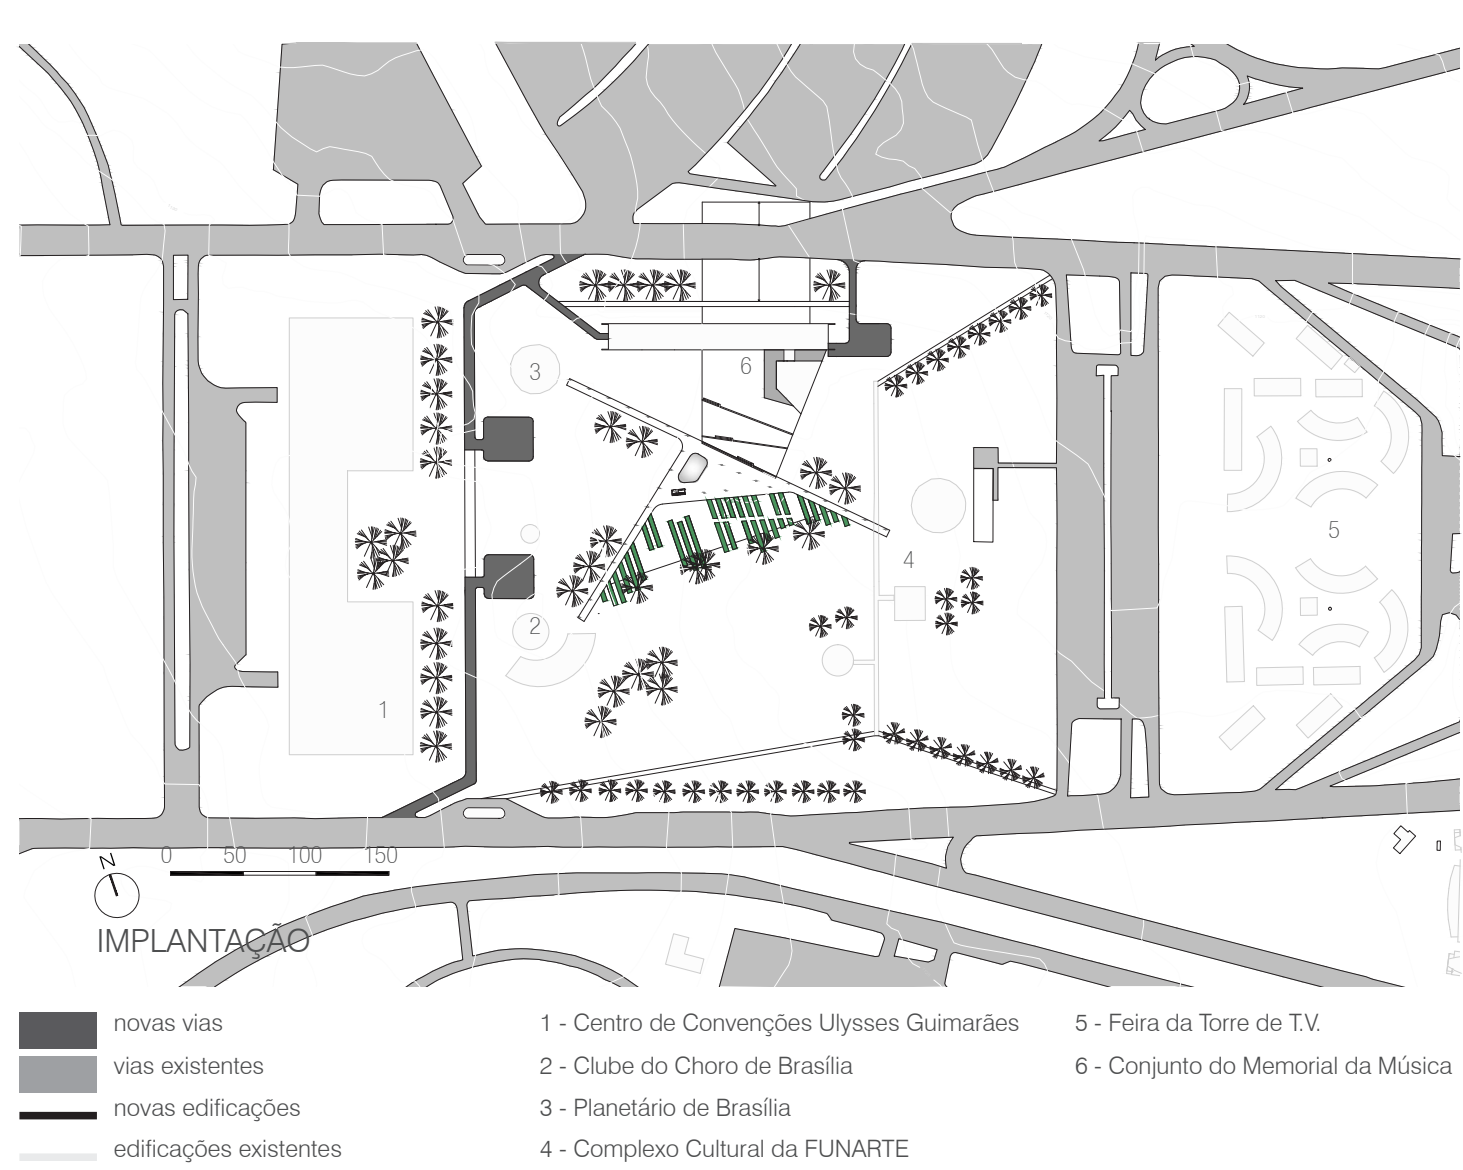 3
6
5
4
2
1
N
0 50 100 150
IMPLANTAÇÃO
novas vias
vias existentes
novas edificações
edificações existentes
1 - Centro de Convenções Ulysses Guimarães
2 - Clube do Choro de Brasília
3 - Planetário de Brasília
4 - Complexo Cultural da FUNARTE
5 - Feira da Torre de T.V.
6 - Conjunto do Memorial da Música